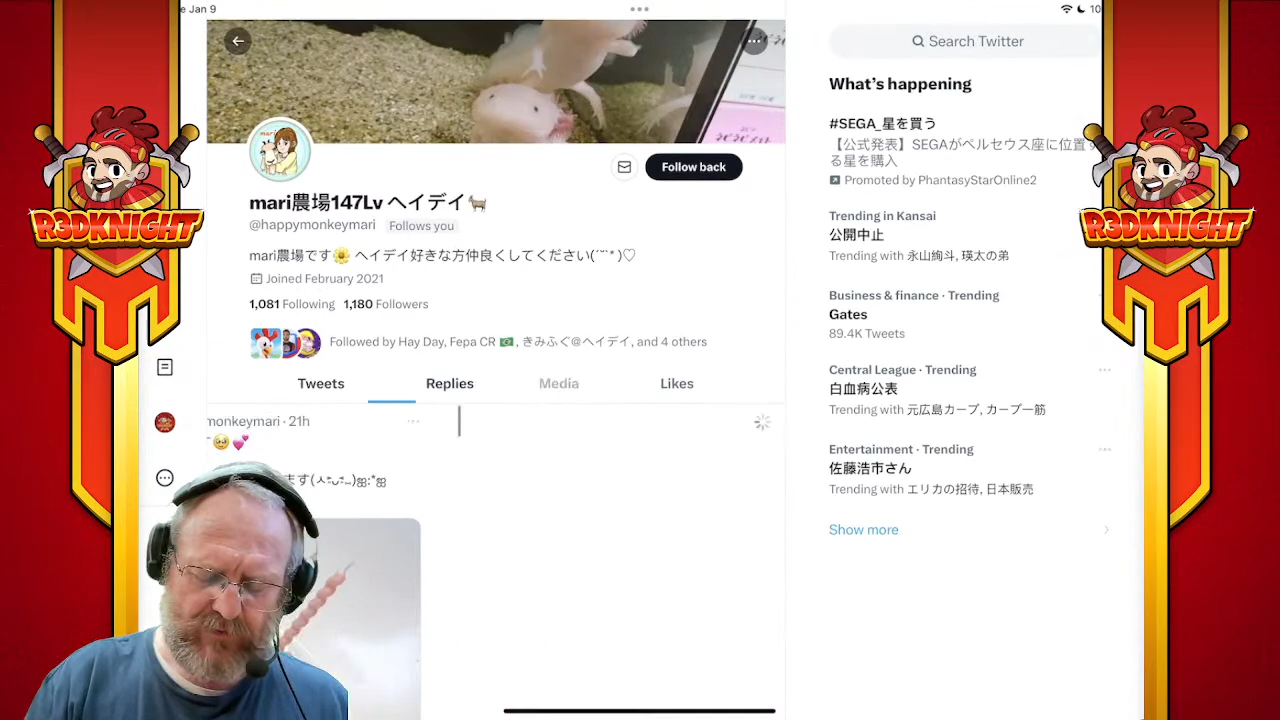 e Jan 9
10
Search Twitter
What's happening
#SEGA_星を買う
【公式発表】SEGAがペルセウス座に位置す
る星を購入
Promoted by PhantasyStarOnline2
Trending in Kansai
公開中止
Trending with 永山絢斗, 瑛太の弟
Business & finance · Trending
Gates
89.4K Tweets
Central League · Trending
白血病公表
Trending with 元広島カープ, カープ一筋
Entertainment · Trending
佐藤浩市さん
Trending with エリカの招待, 日本販売
Show more
mari
Follow back
mari農場147Lv ヘイデイ🐐
@happymonkeymari Follows you
mari農場です🌼 ヘイデイ好きな方仲良くしてください(´˘`*)♡
Joined February 2021
1,081 Following 1,180 Followers
Followed by Hay Day, Fepa CR 🇧🇷, きみふぐ@ヘイデイ, and 4 others
Tweets Replies Media Likes
monkeymari · 21h
🥹💕
R3DKNIGHT
R3DKNIGHT